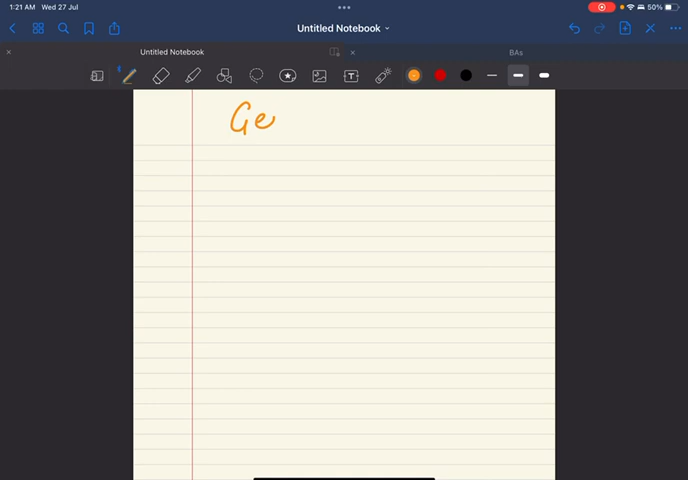 1:21 AM Wed 27 Jul
50%
Untitled Notebook
Untitled Notebook
BAs
T
Ge